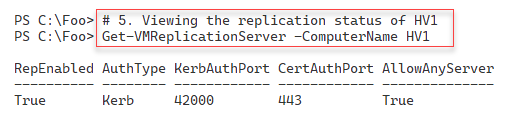 PS C:\Foo> # 5. Viewing the replication status of HV1
PS C:\Foo> Get-VMReplicationServer -ComputerName HV1
RepEnabled AuthType KerbAuthPort CertAuthPort AllowAnyServer
---------- -------- ------------ ------------ --------------
True Kerb 42000 443 True